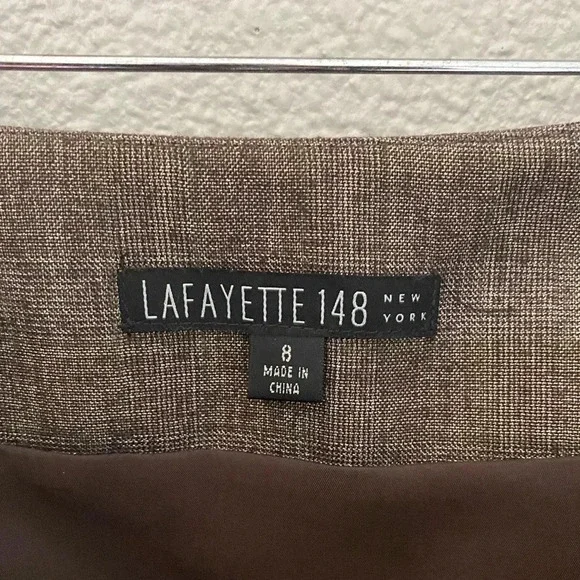 LAFAYETTE 148 NEW YORK
8
MADE IN
CHINA